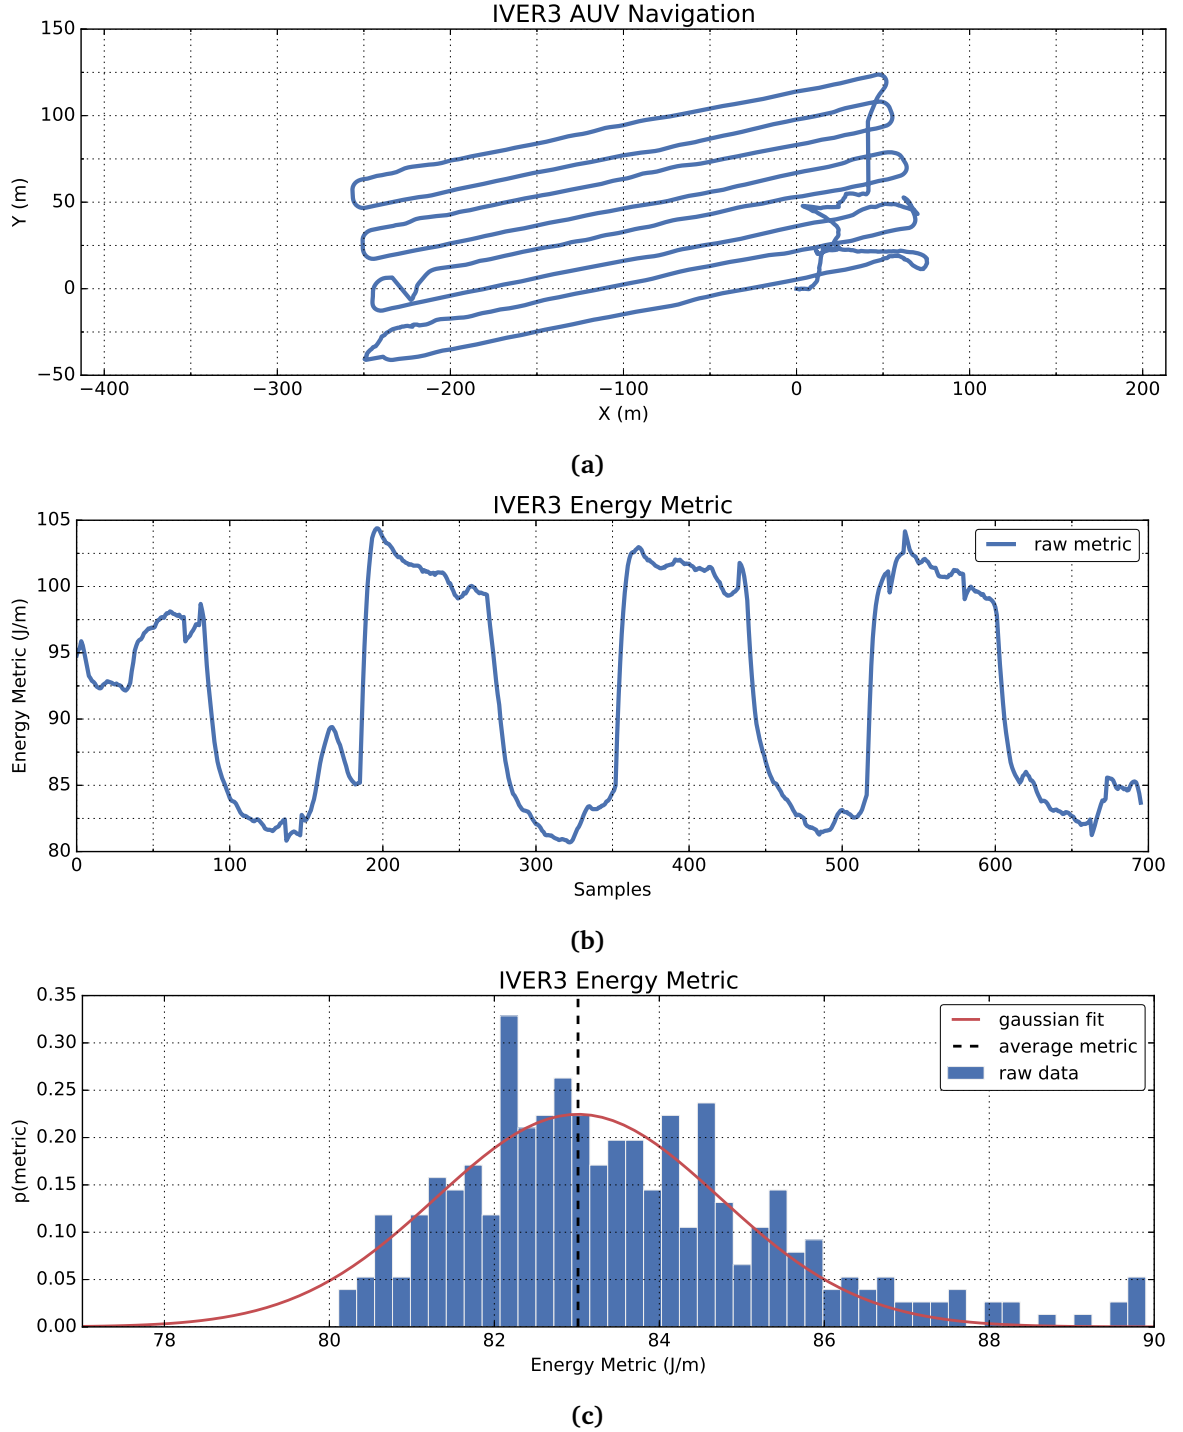 IVER3 AUV Navigation
150
100
50
0
−50
Y (m)
−400 −300 −200 −100 0 100 200
X (m)
(a)
IVER3 Energy Metric
105
100
95
90
85
80
Energy Metric (J/m)
raw metric
0 100 200 300 400 500 600 700
Samples
(b)
IVER3 Energy Metric
0.35
0.30
0.25
0.20
0.15
0.10
0.05
0.00
p(metric)
gaussian fit
average metric
raw data
78 80 82 84 86 88 90
Energy Metric (J/m)
(c)